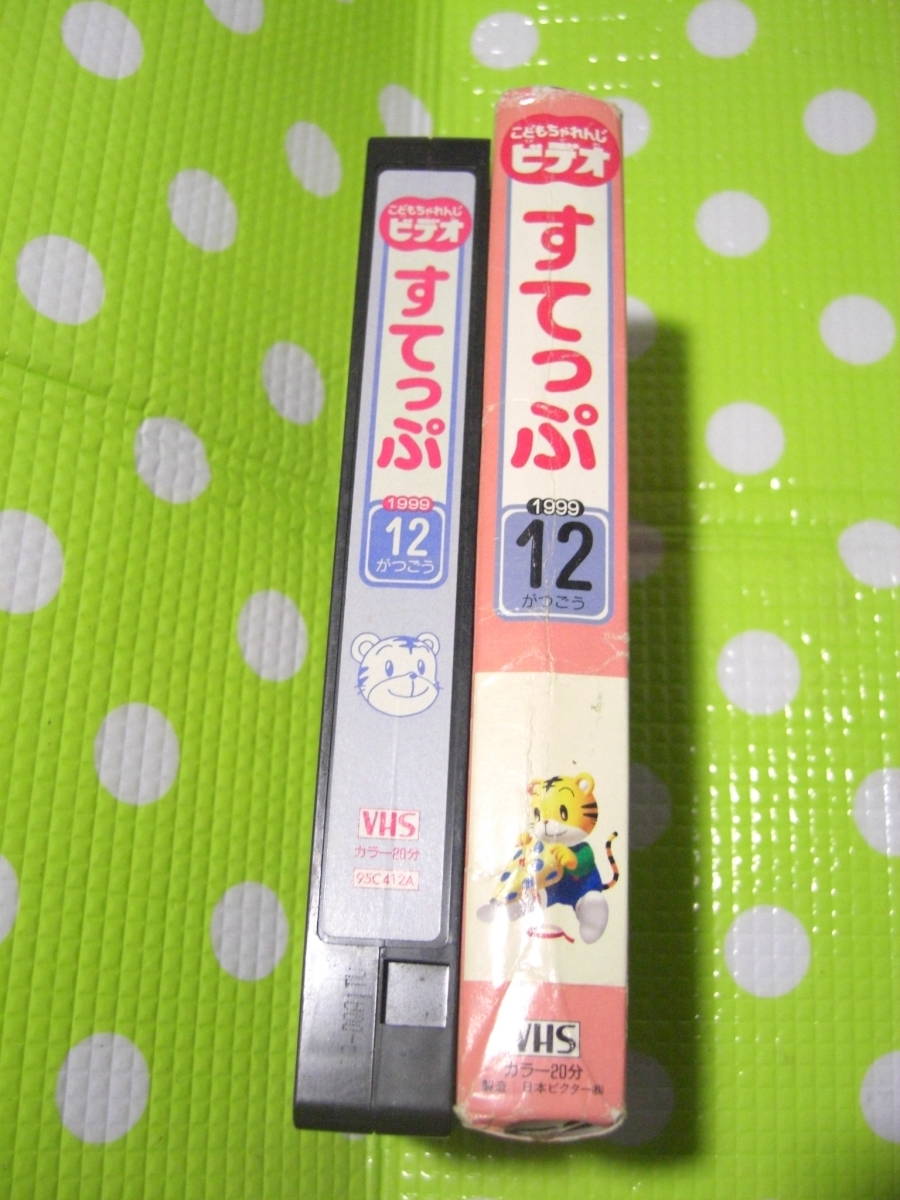 こどもちゃれんじ
ビデオ
すてっぷ
1999
12
がつごう
VHS
カラー20分
95C412A
こどもちゃれんじ
ビデオ
すてっぷ
1999
12
がつごう
VHS
カラー20分
製造 日本ビクター㈱